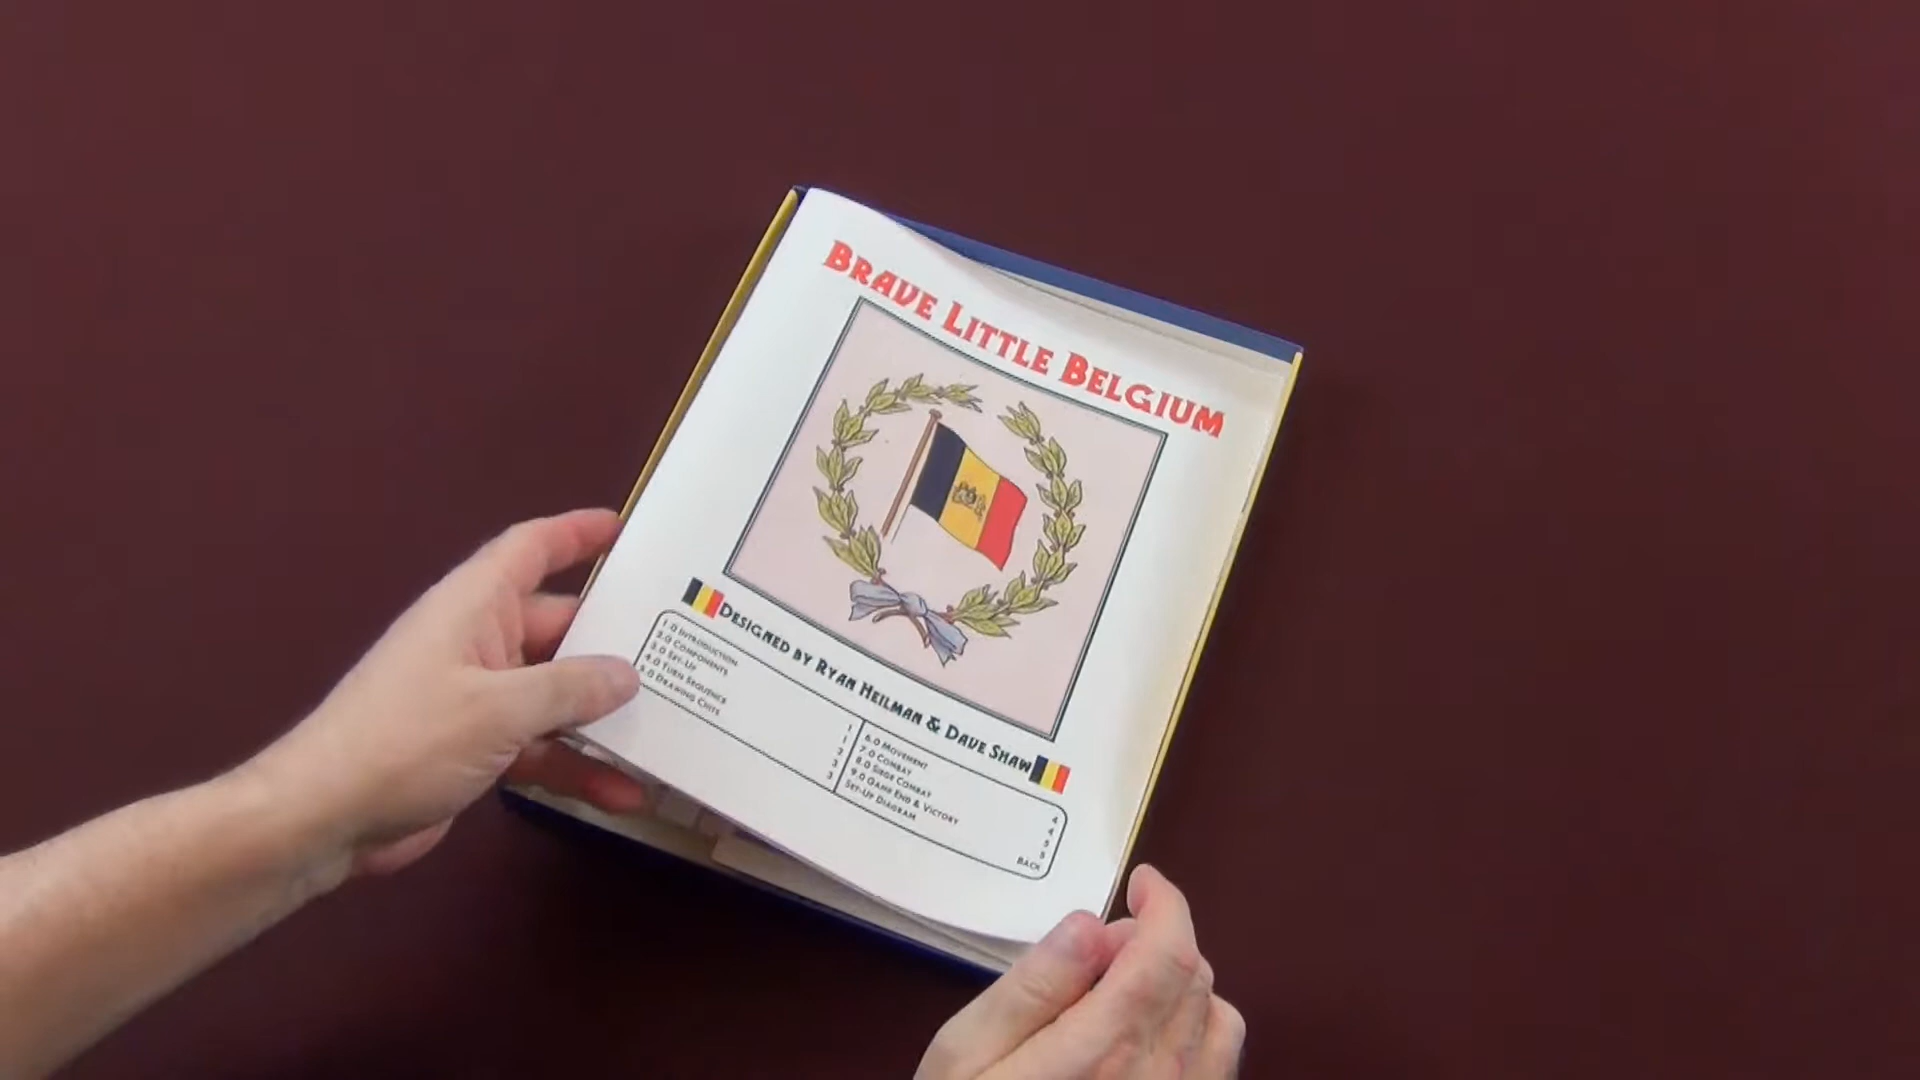 BRAVE LITTLE BELGIUM
DESIGNED BY RYAN HEILMAN & DAVE SHAW
1.0 INTRODUCTION 1
2.0 COMPONENTS 1
3.0 SET-UP 2
4.0 TURN SEQUENCE 3
5.0 DRAWING CHITS 3
6.0 MOVEMENT 4
7.0 COMBAT 4
8.0 SIEGE COMBAT 5
9.0 GAME END & VICTORY 5
SET-UP DIAGRAM BACK